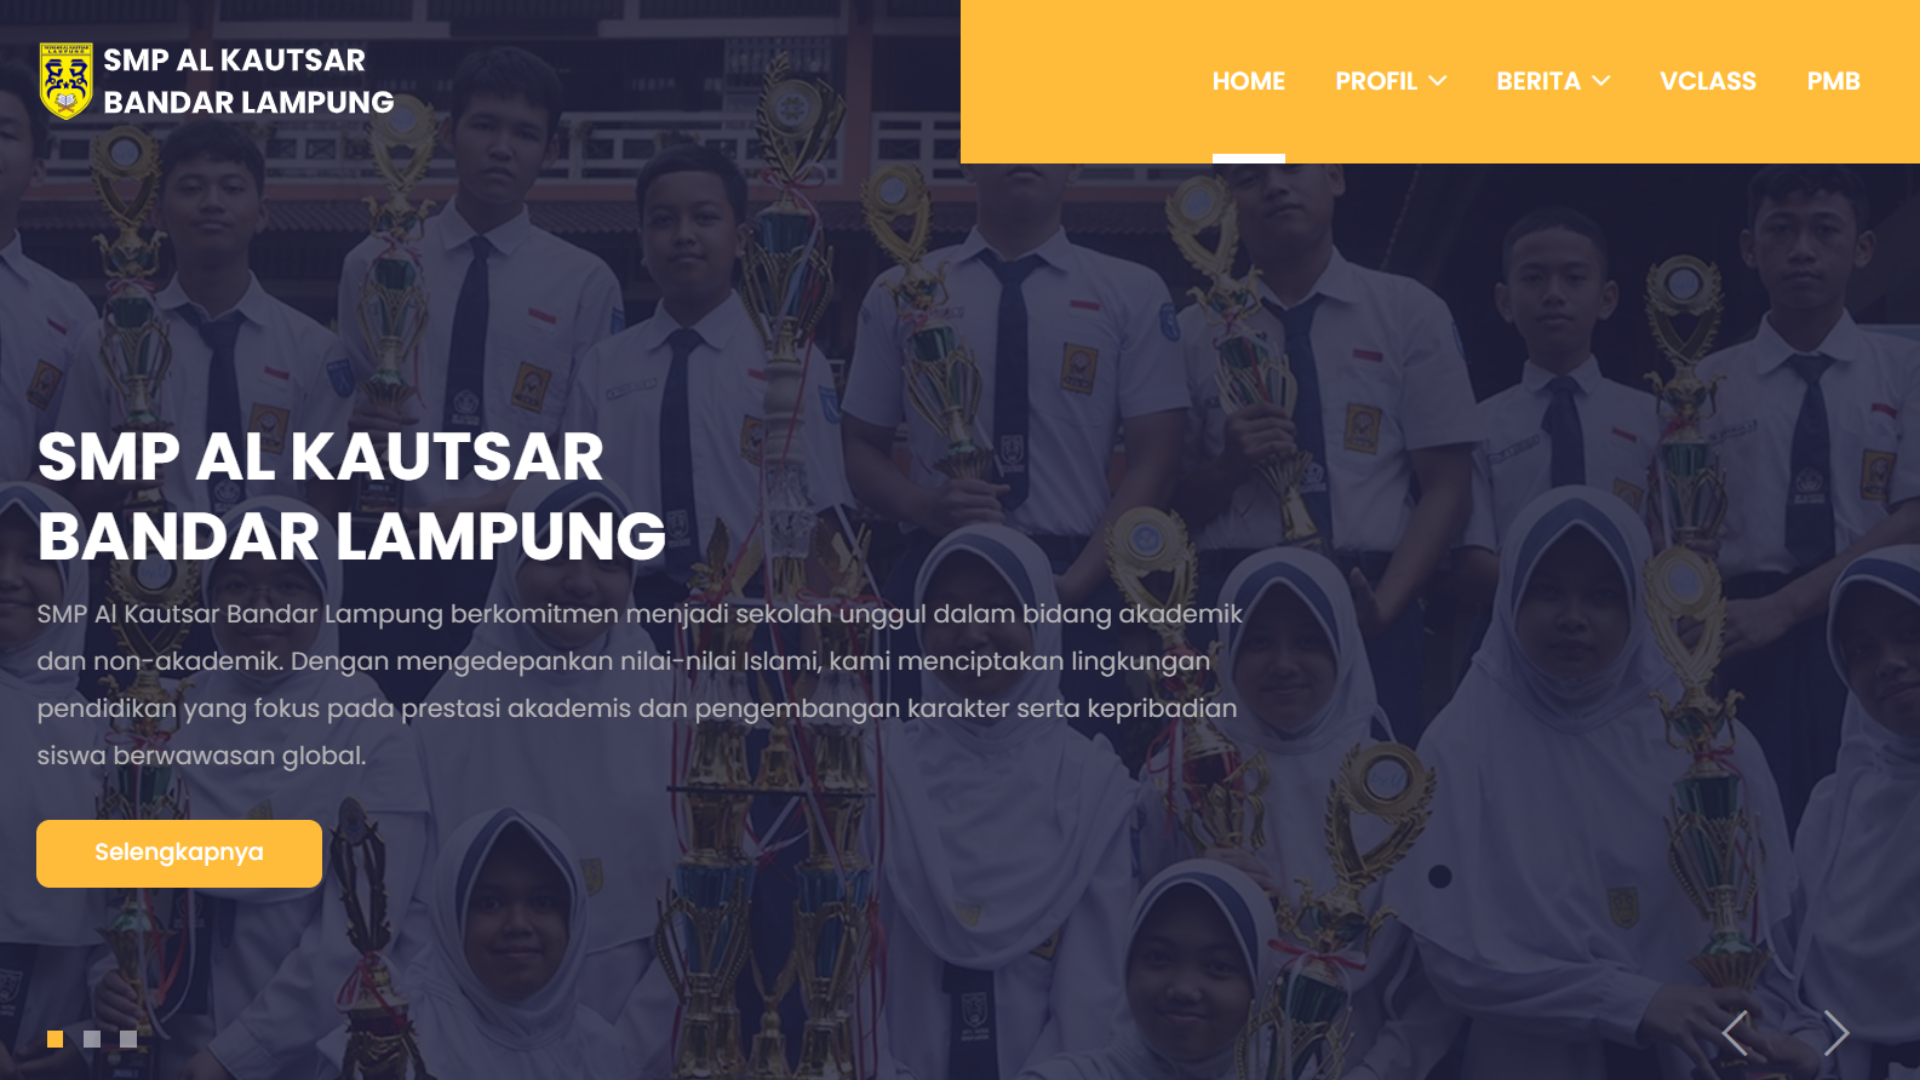 SMP AL KAUTSAR
BANDAR LAMPUNG
HOME
PROFIL
BERITA
VCLASS
PMB
SMP AL KAUTSAR
BANDAR LAMPUNG
SMP Al Kautsar Bandar Lampung berkomitmen menjadi sekolah unggul dalam bidang akademik
dan non-akademik. Dengan mengedepankan nilai-nilai Islami, kami menciptakan lingkungan
pendidikan yang fokus pada prestasi akademis dan pengembangan karakter serta kepribadian
siswa berwawasan global.
Selengkapnya